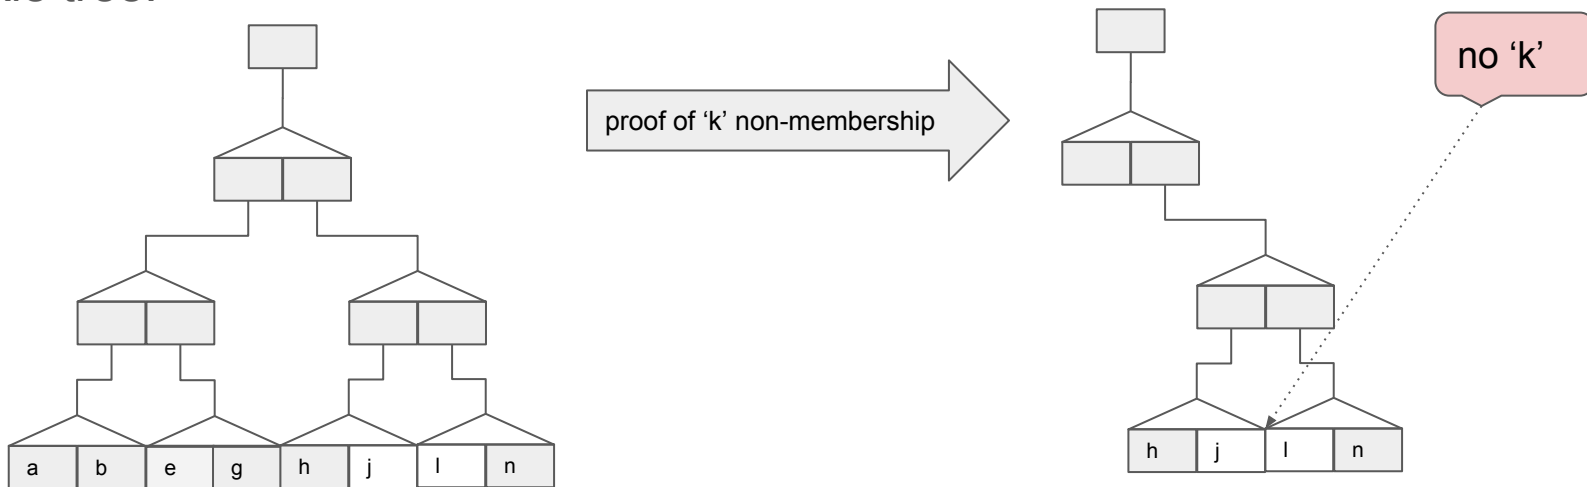 proof of ‘k’ non-membership
no ‘k’
a b e g h j l n
h j l n